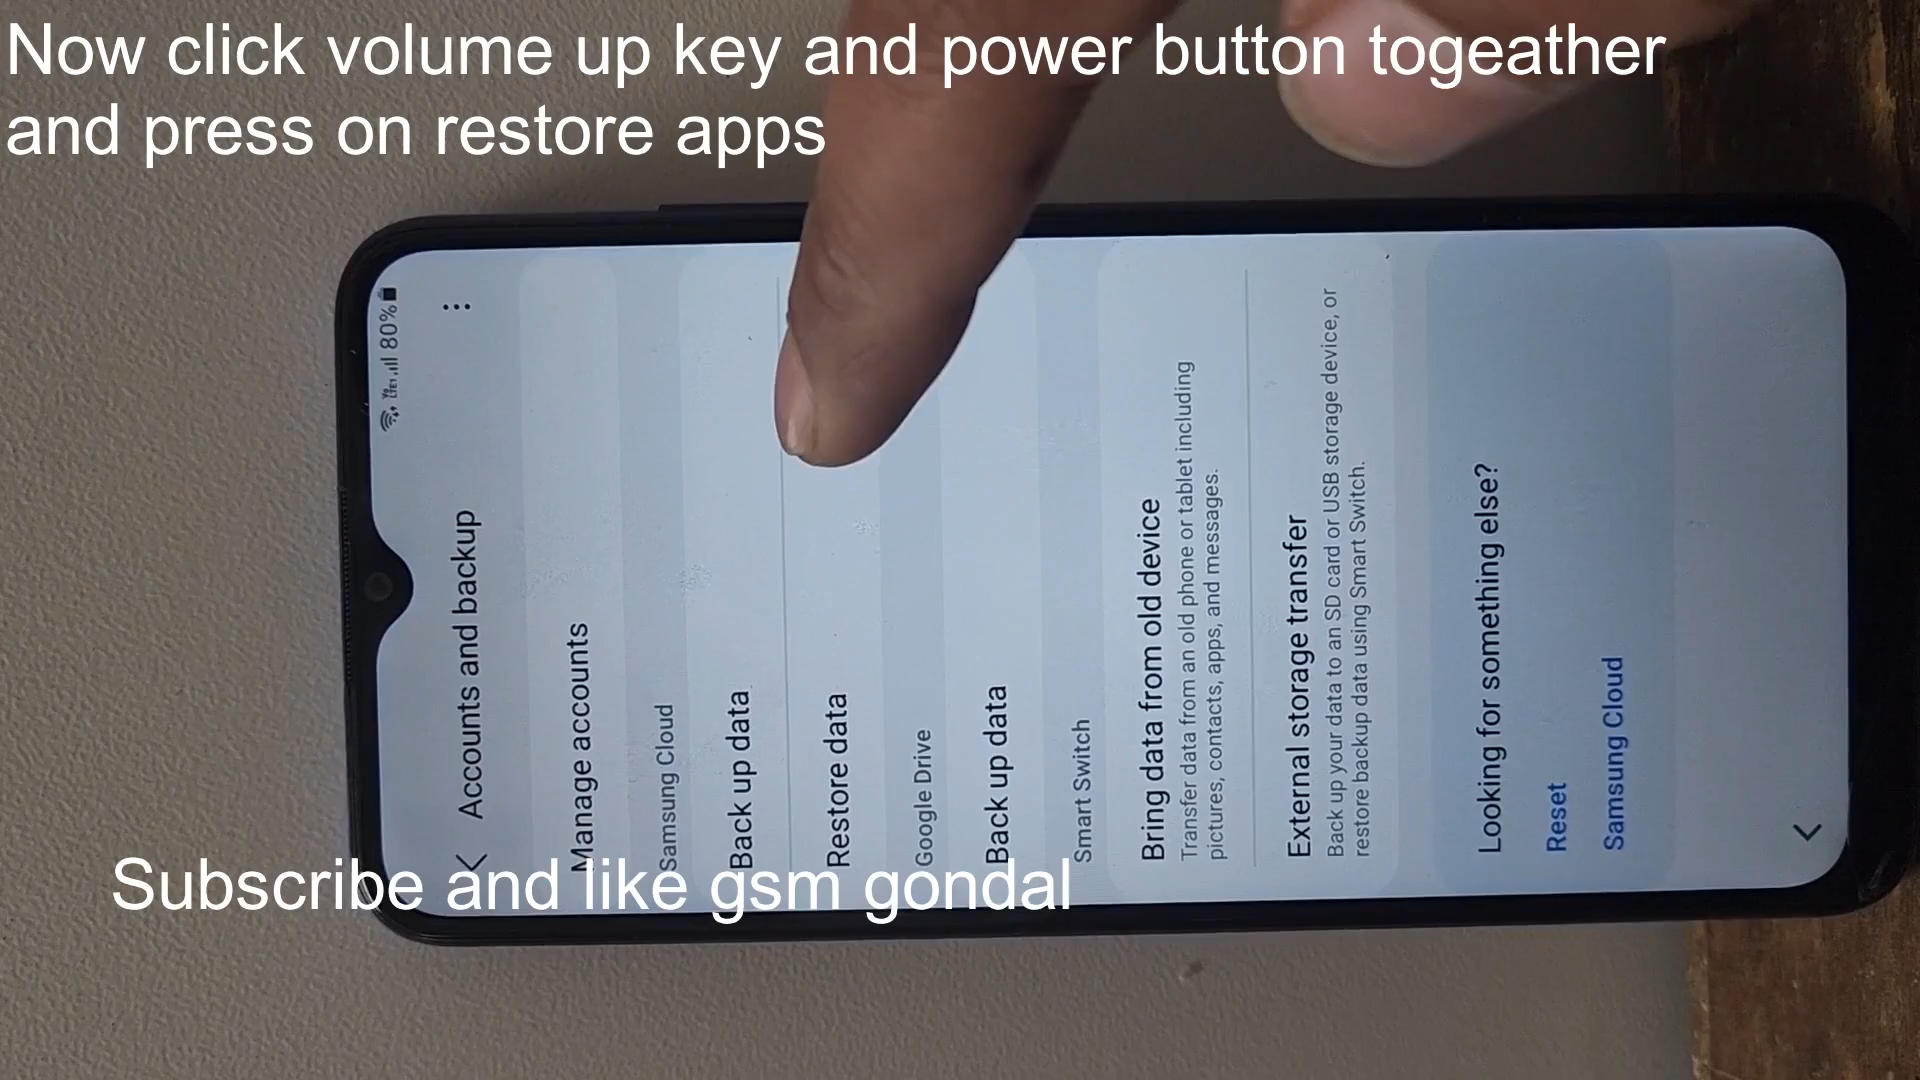 Now click volume up key and power button togeather
and press on restore apps
80%
Accounts and backup
Manage accounts
Samsung Cloud
Back up data
Restore data
Google Drive
Back up data
Smart Switch
Bring data from old device
Transfer data from an old phone or tablet including
pictures, contacts, apps, and messages.
External storage transfer
Back up your data to an SD card or USB storage device, or
restore backup data using Smart Switch.
Looking for something else?
Reset
Samsung Cloud
Subscribe and like gsm gondal